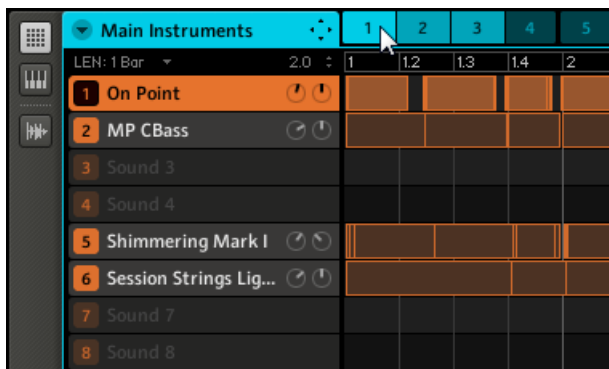 Main Instruments 1 2 3 4 5
LEN: 1 Bar 2.0 1 1.2 1.3 1.4 2
1 On Point
2 MP CBass
3 Sound 3
4 Sound 4
5 Shimmering Mark I
6 Session Strings Lig...
7 Sound 7
8 Sound 8